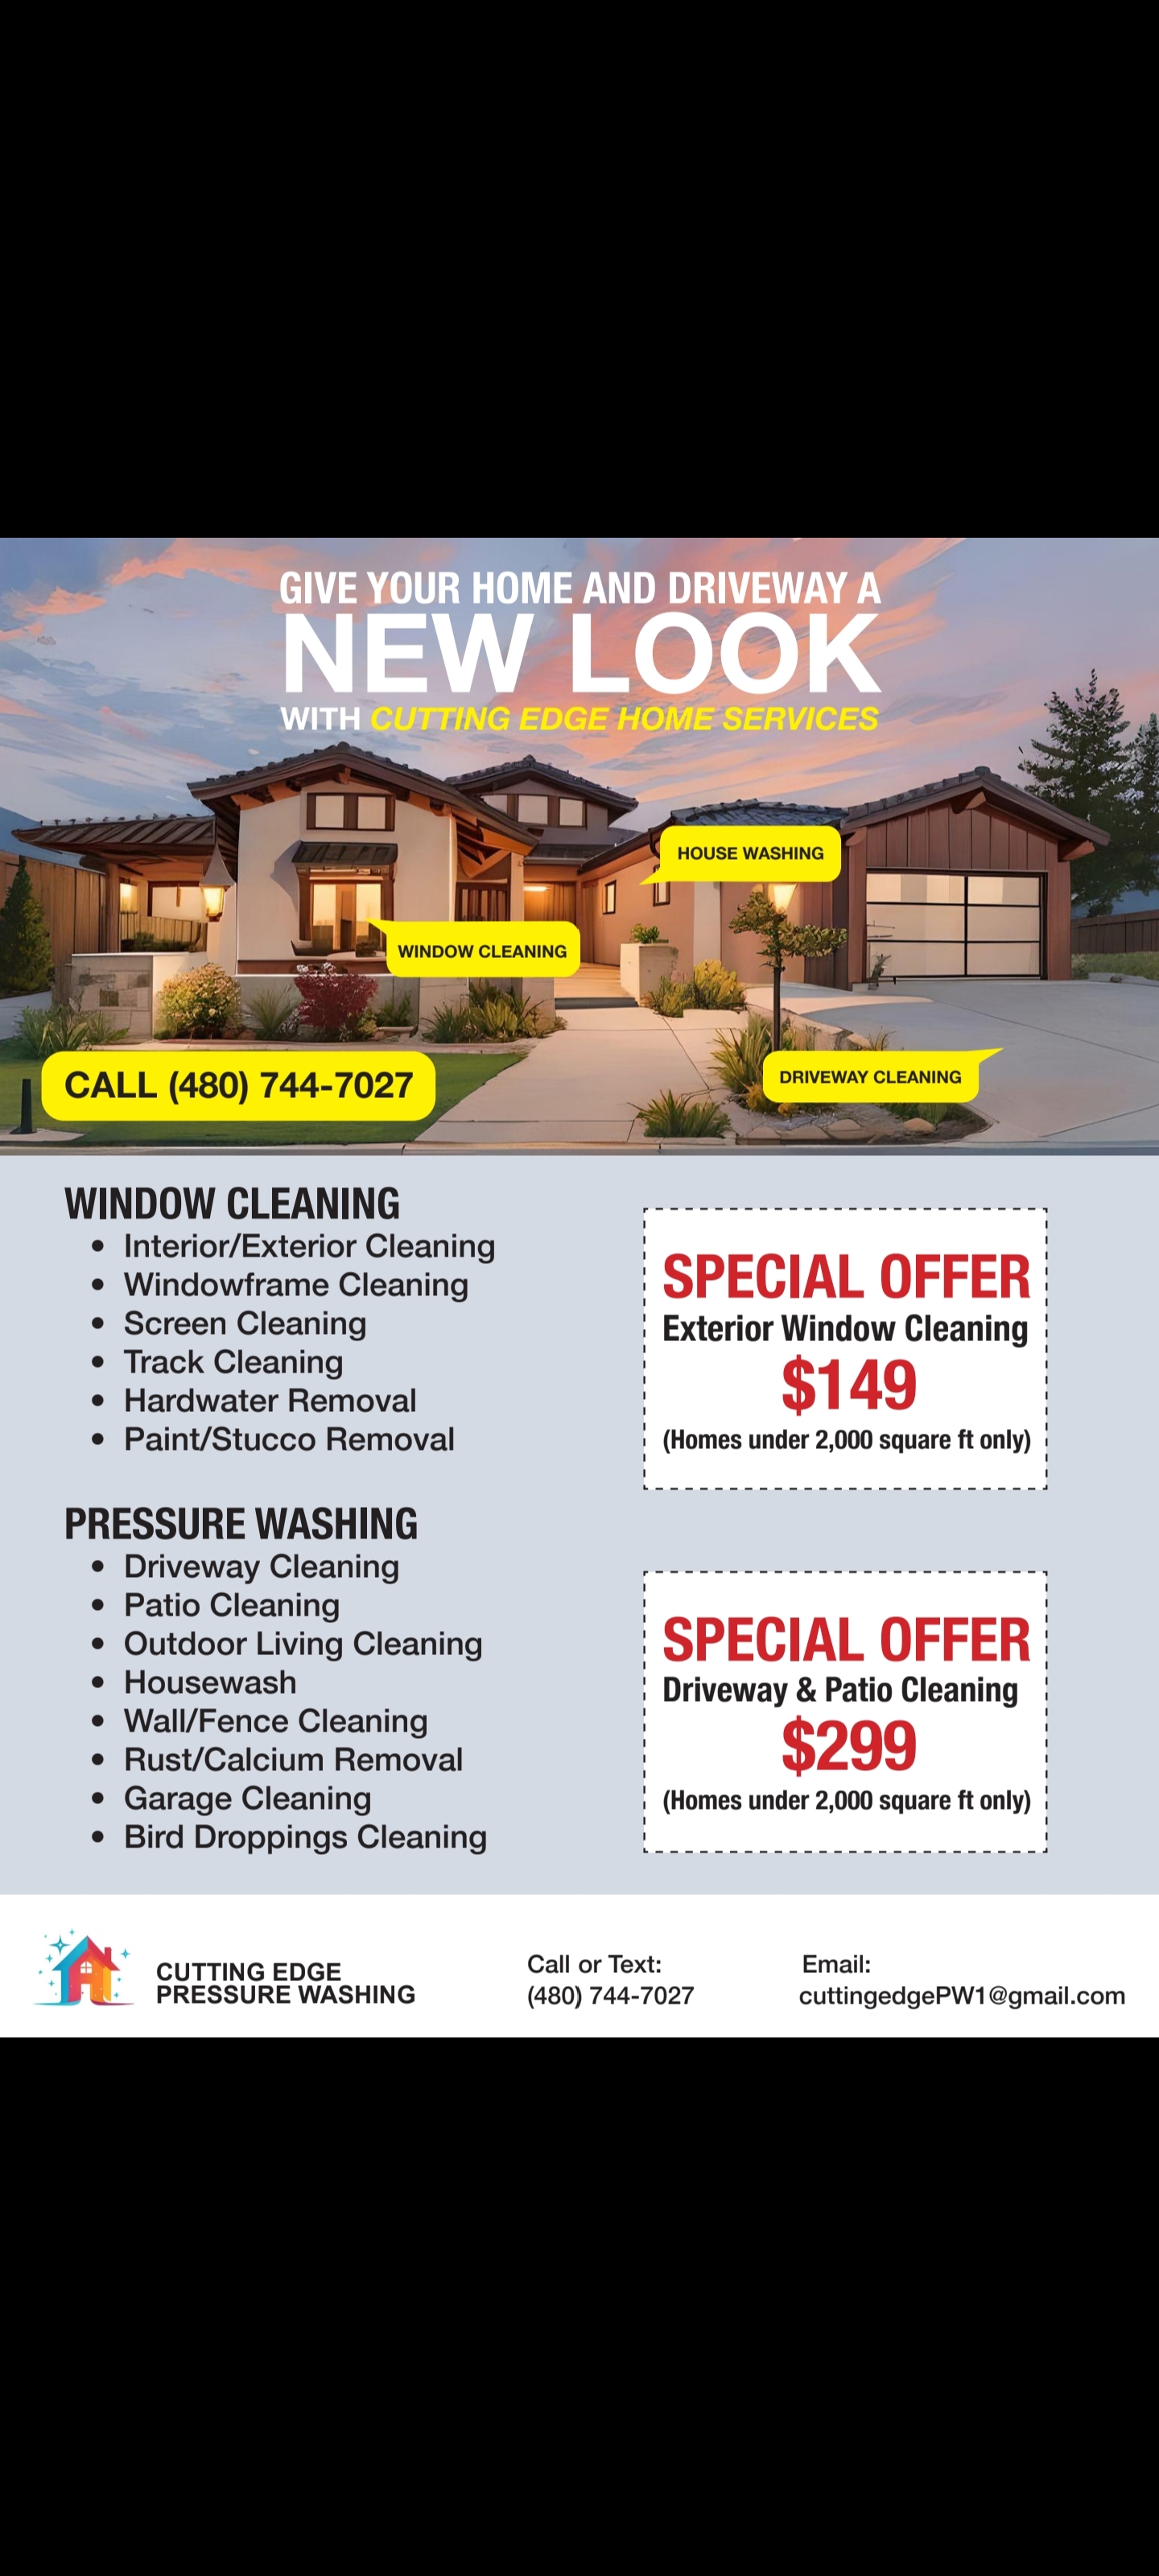 GIVE YOUR HOME AND DRIVEWAY A
NEW LOOK
WITH CUTTING EDGE HOME SERVICES
HOUSE WASHING
WINDOW CLEANING
DRIVEWAY CLEANING
CALL (480) 744-7027
WINDOW CLEANING
• Interior/Exterior Cleaning
• Windowframe Cleaning
• Screen Cleaning
• Track Cleaning
• Hardwater Removal
• Paint/Stucco Removal
PRESSURE WASHING
• Driveway Cleaning
• Patio Cleaning
• Outdoor Living Cleaning
• Housewash
• Wall/Fence Cleaning
• Rust/Calcium Removal
• Garage Cleaning
• Bird Droppings Cleaning
SPECIAL OFFER
Exterior Window Cleaning
$149
(Homes under 2,000 square ft only)
SPECIAL OFFER
Driveway & Patio Cleaning
$299
(Homes under 2,000 square ft only)
CUTTING EDGE
PRESSURE WASHING
Call or Text:
(480) 744-7027
Email:
cuttingedgePW1@gmail.com